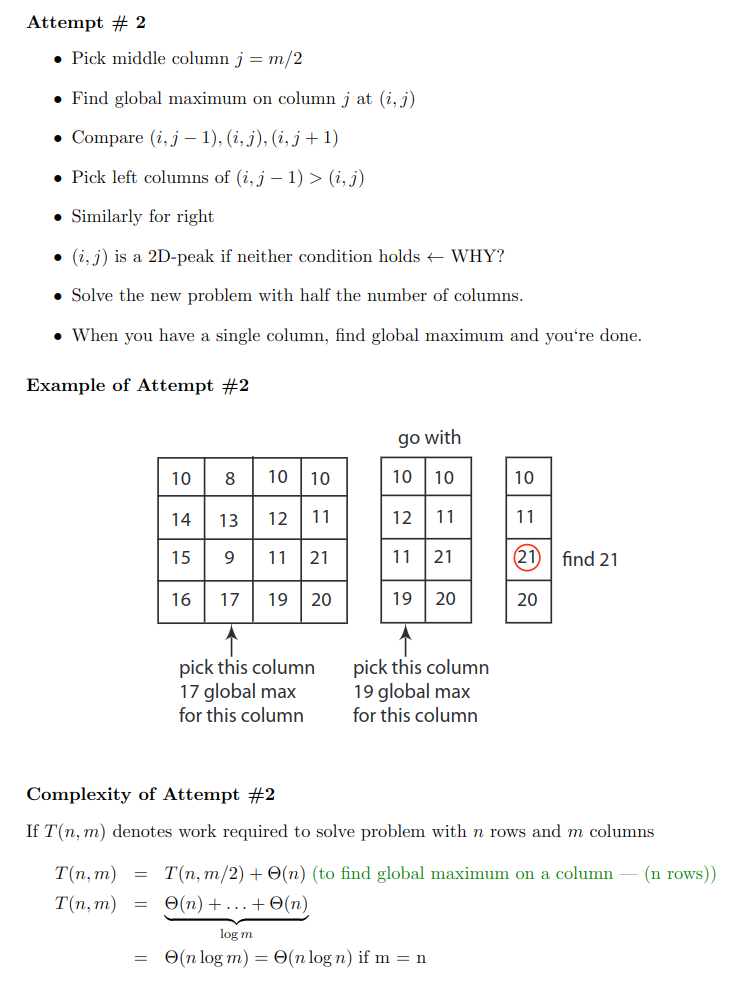 Attempt # 2
• Pick middle column j = m/2
• Find global maximum on column j at (i, j)
• Compare (i, j − 1), (i, j), (i, j + 1)
• Pick left columns of (i, j − 1) > (i, j)
• Similarly for right
• (i, j) is a 2D-peak if neither condition holds ← WHY?
• Solve the new problem with half the number of columns.
• When you have a single column, find global maximum and you‘re done.
Example of Attempt #2
go with
10 8 10 10
14 13 12 11
15 9 11 21
16 17 19 20
pick this column
17 global max
for this column
10 10
12 11
11 21
19 20
pick this column
19 global max
for this column
10
11
21
20
find 21
Complexity of Attempt #2
If T(n, m) denotes work required to solve problem with n rows and m columns
T(n, m) = T(n, m/2) + Θ(n) (to find global maximum on a column — (n rows))
T(n, m) = Θ(n) + . . . + Θ(n)
log m
= Θ(n log m) = Θ(n log n) if m = n